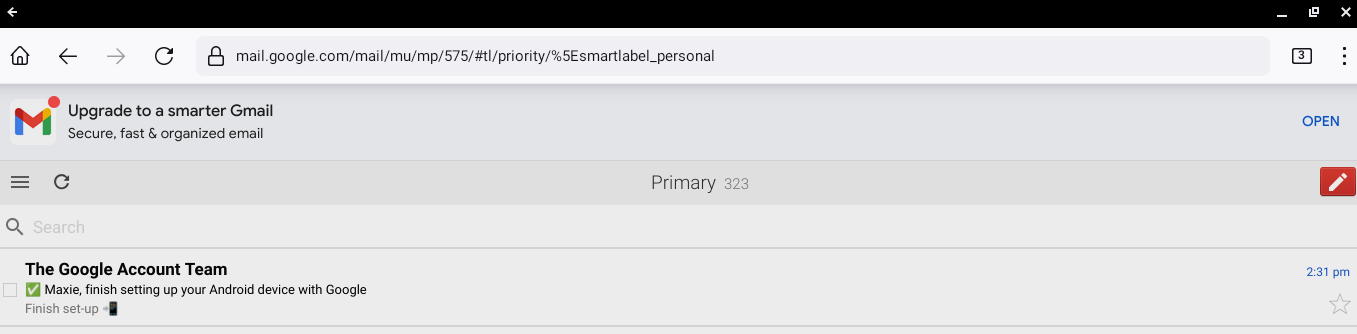 mail.google.com/mail/mu/mp/575/#tl/priority/%5Esmartlabel_personal
3
Upgrade to a smarter Gmail
Secure, fast & organized email
OPEN
Primary 323
Search
The Google Account Team
2:31 pm
✅ Maxie, finish setting up your Android device with Google
Finish set-up 📲